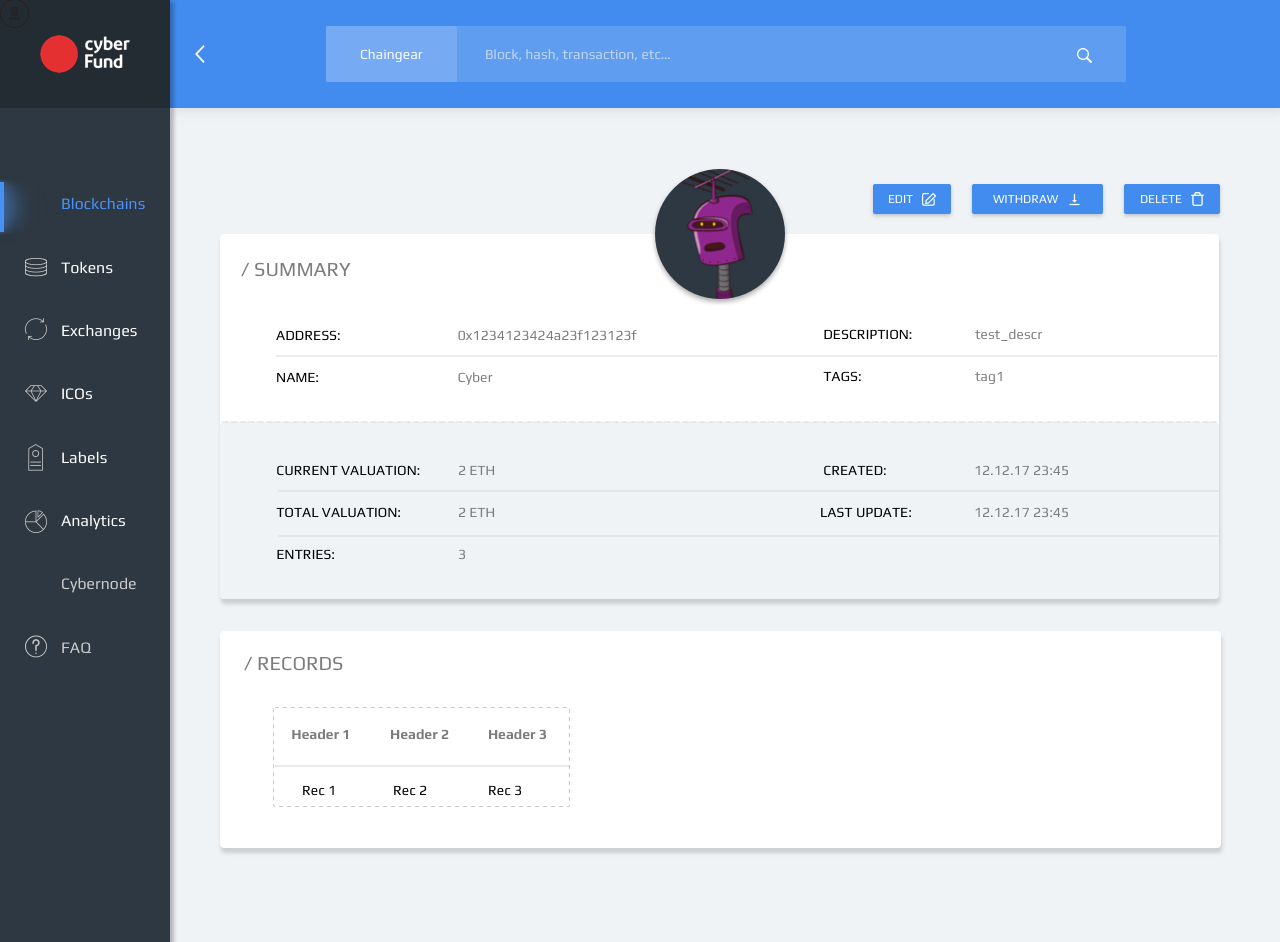 cyber
Fund
Chaingear
Block, hash, transaction, etc...
Blockchains
Tokens
Exchanges
ICOs
Labels
Analytics
Cybernode
FAQ
EDIT
WITHDRAW
DELETE
/ SUMMARY
ADDRESS: 0x1234123424a23f123123f DESCRIPTION: test_descr
NAME: Cyber TAGS: tag1
CURRENT VALUATION: 2 ETH CREATED: 12.12.17 23:45
TOTAL VALUATION: 2 ETH LAST UPDATE: 12.12.17 23:45
ENTRIES: 3
/ RECORDS
Header 1 Header 2 Header 3
Rec 1 Rec 2 Rec 3